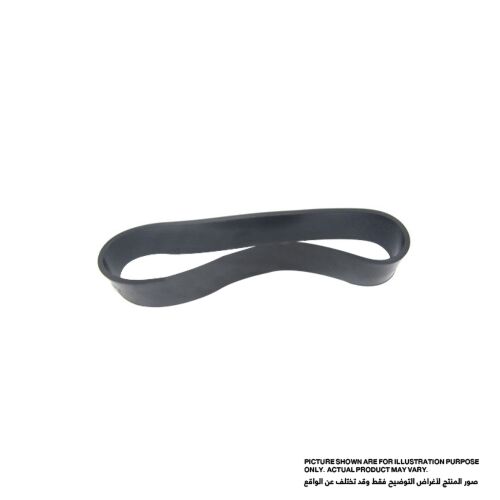 PICTURE SHOWN ARE FOR ILLUSTRATION PURPOSE
ONLY. ACTUAL PRODUCT MAY VARY.
صور المنتج لأغراض التوضيح فقط وقد تختلف عن الواقع